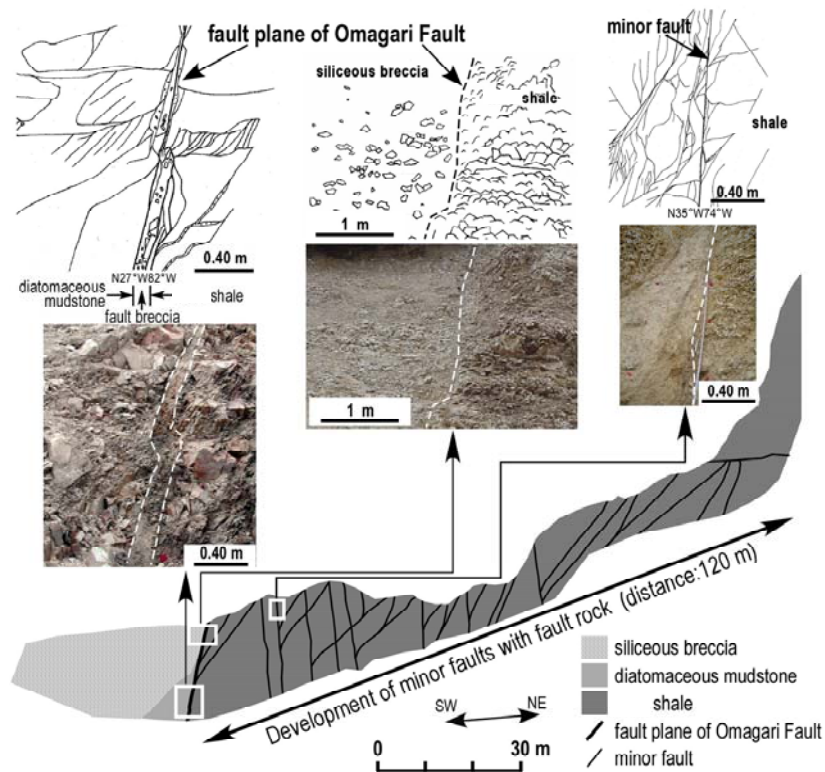 fault plane of Omagari Fault
minor fault
siliceous breccia
shale
shale
1 m
0.40 m
N35°W74°W
0.40 m
N27°W82°W
diatomaceous
mudstone
shale
fault breccia
1 m
0.40 m
0.40 m
Development of minor faults with fault rock (distance:120 m)
SW
NE
0
30 m
siliceous breccia
diatomaceous mudstone
shale
fault plane of Omagari Fault
minor fault